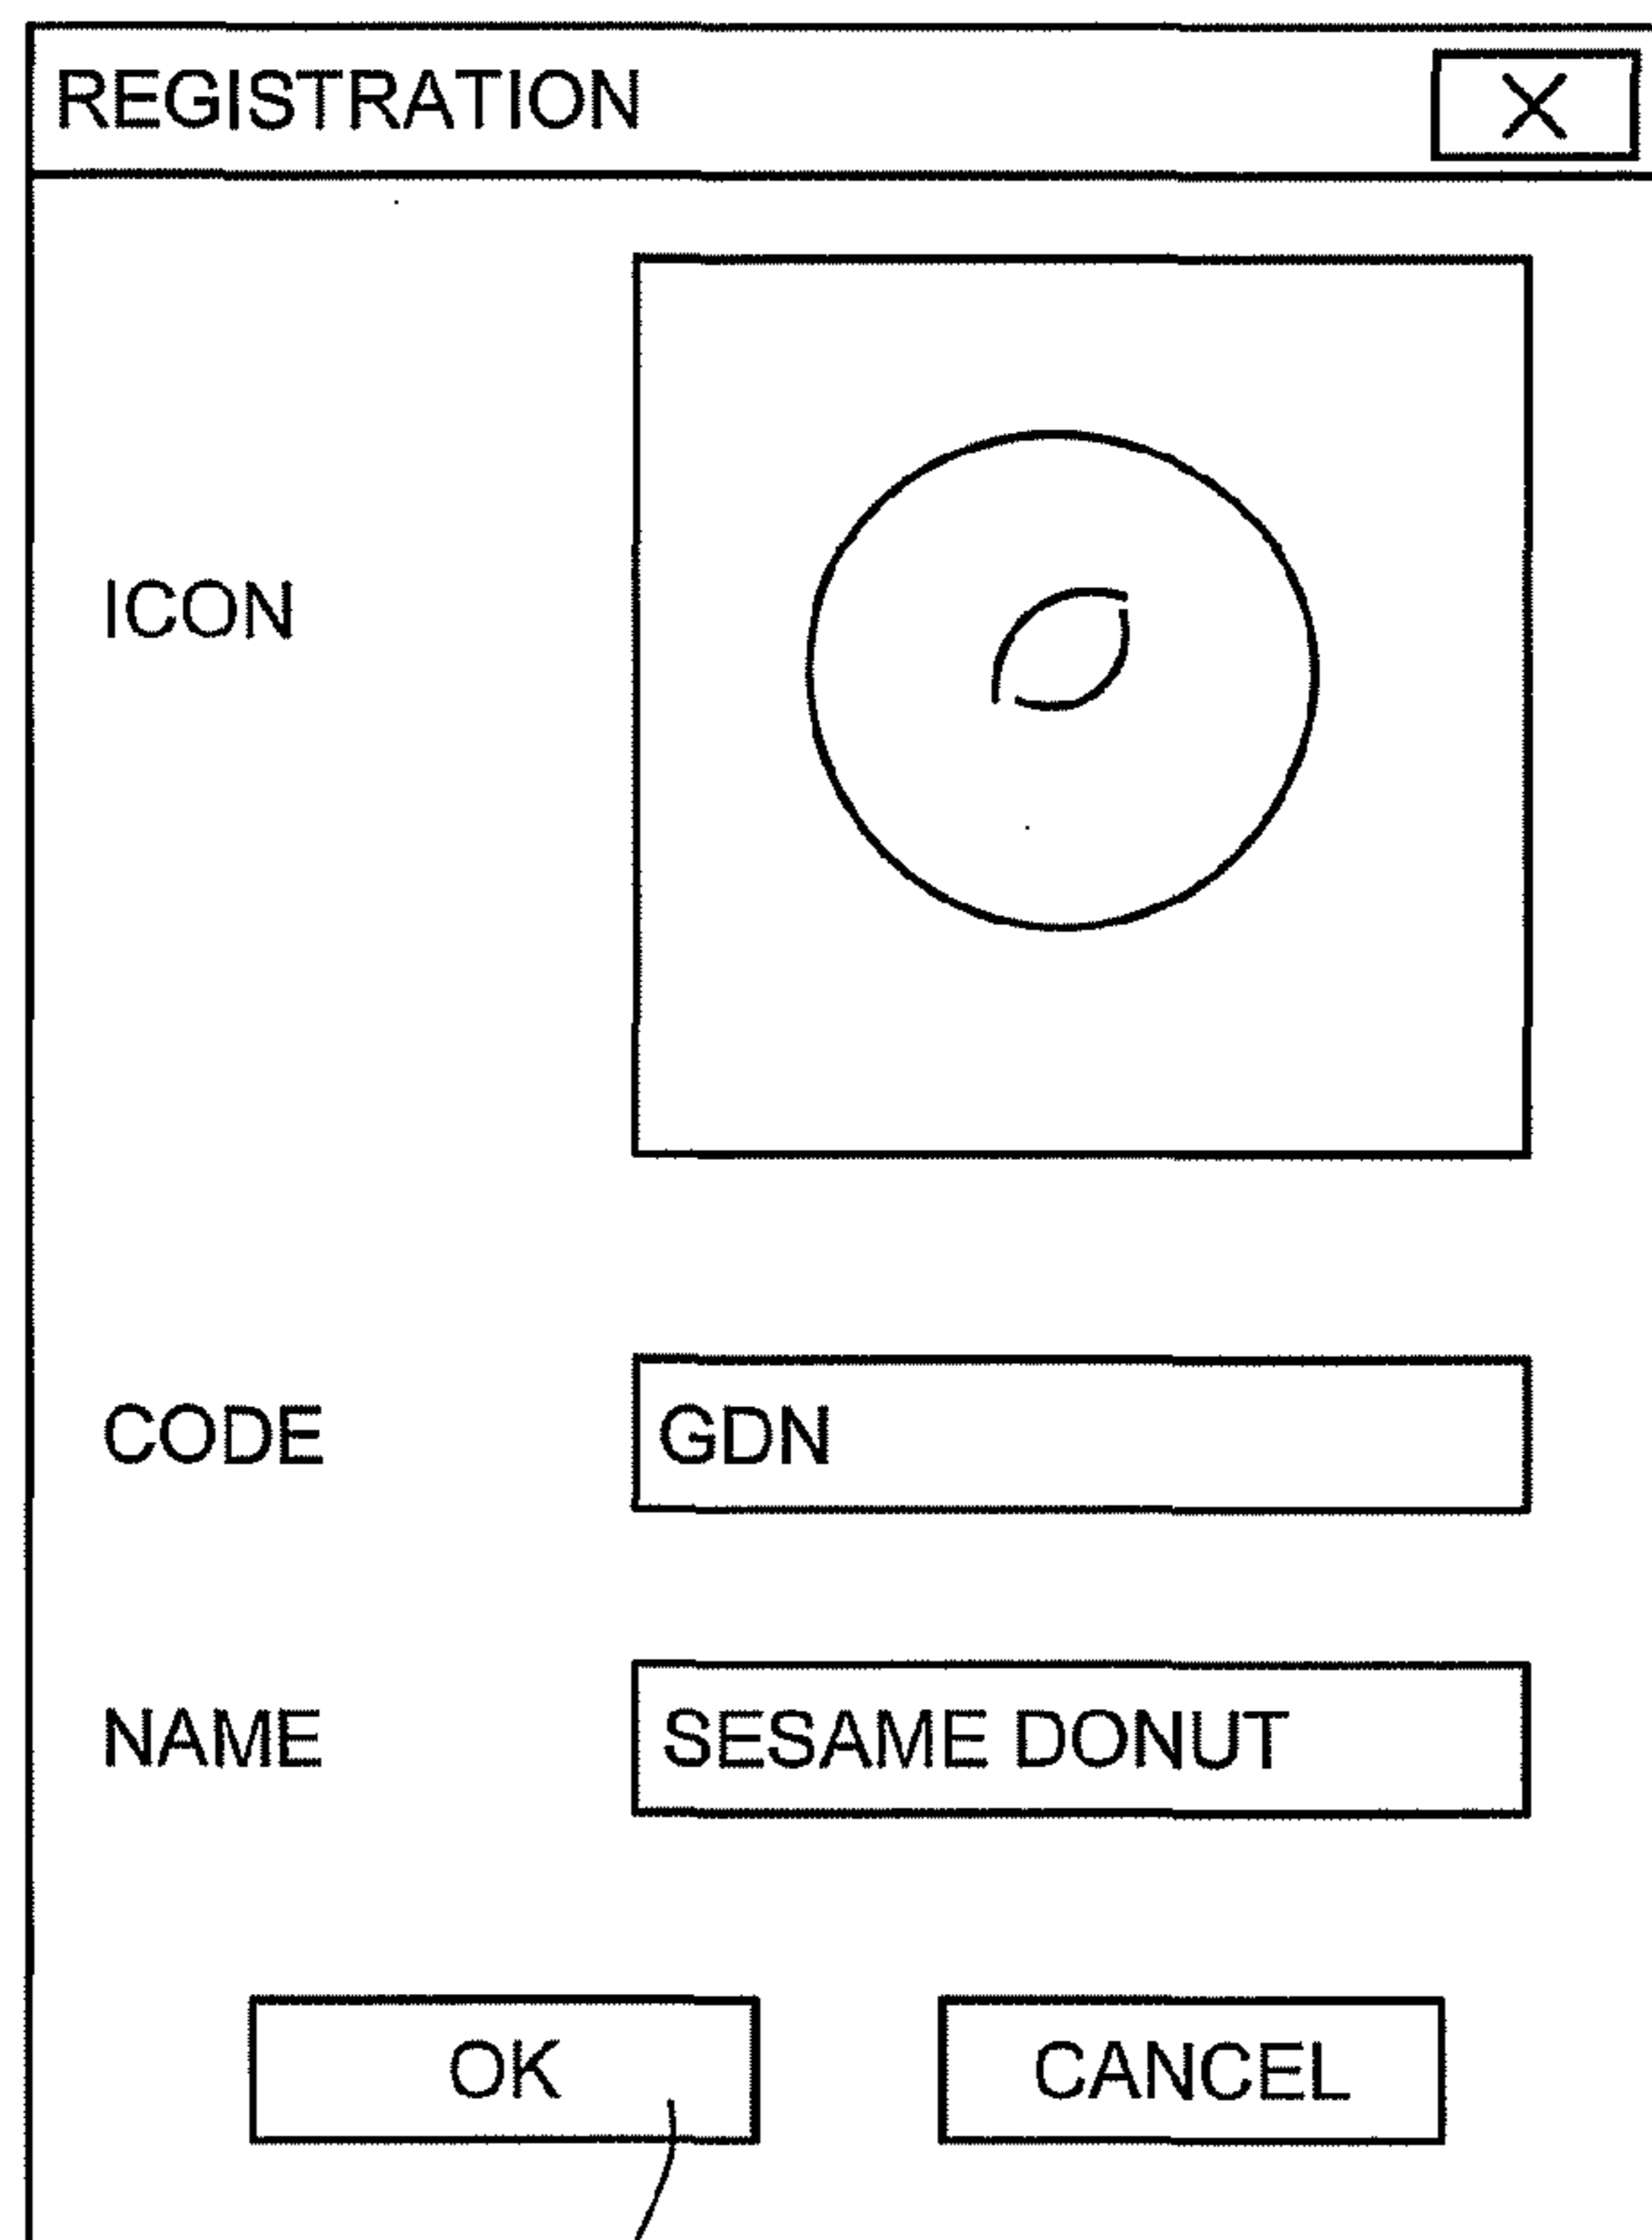 REGISTRATION X
ICON
CODE GDN
NAME SESAME DONUT
OK CANCEL